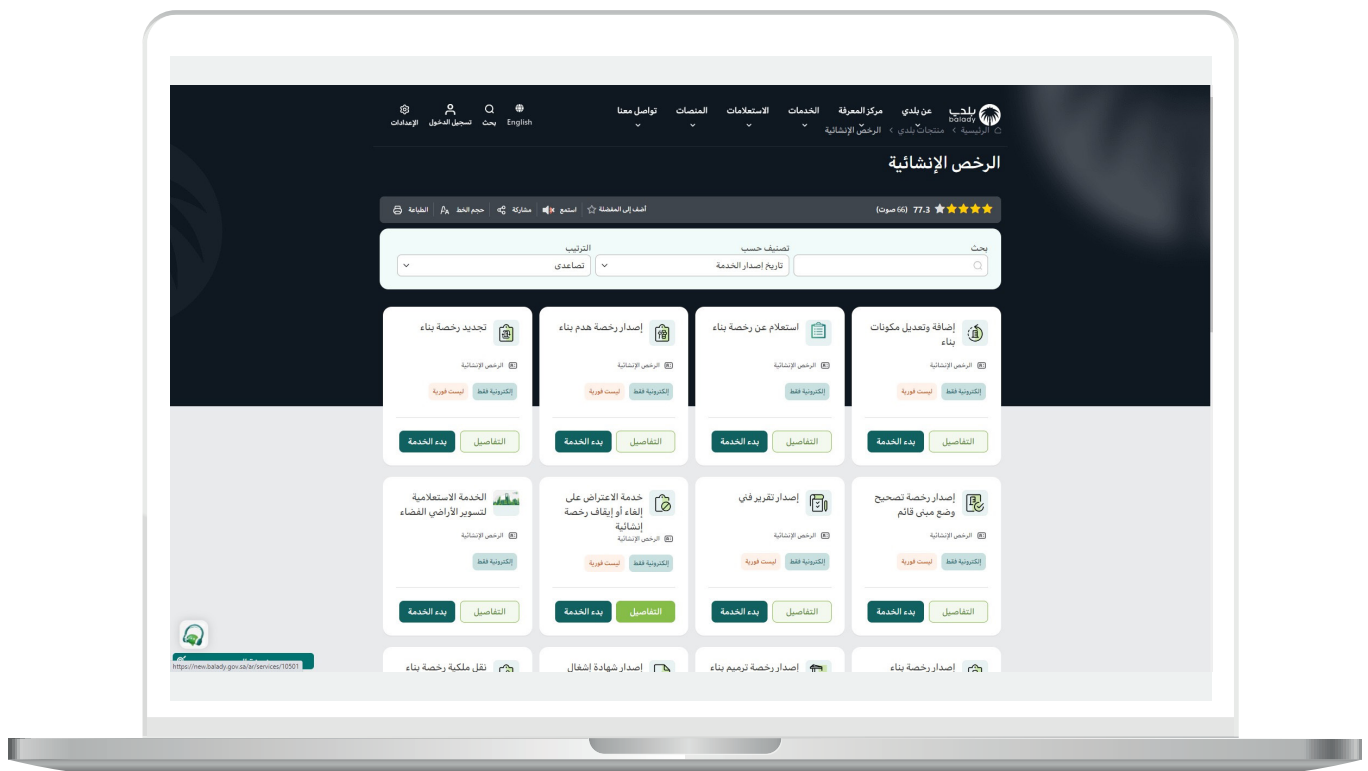 بلدي
balady
عن بلدي
مركز المعرفة
الخدمات
الاستعلامات
المنصات
تواصل معنا
English
بحث
تسجيل الدخول
الإعدادات
الرئيسية > منتجات بلدي > الرخص الإنشائية
الرخص الإنشائية
77.3 (66 صوت)
أضف إلى المفضلة
استمع
مشاركة
حجم الخط
الطباعة
بحث
تصنيف حسب
الترتيب
تاريخ إصدار الخدمة
تصاعدى
إضافة وتعديل مكونات
بناء
الرخص الإنشائية
إلكترونية فقط
ليست فورية
التفاصيل
بدء الخدمة
استعلام عن رخصة بناء
الرخص الإنشائية
إلكترونية فقط
التفاصيل
بدء الخدمة
إصدار رخصة هدم بناء
الرخص الإنشائية
إلكترونية فقط
ليست فورية
التفاصيل
بدء الخدمة
تجديد رخصة بناء
الرخص الإنشائية
إلكترونية فقط
ليست فورية
التفاصيل
بدء الخدمة
إصدار رخصة تصحيح
وضع مبنى قائم
الرخص الإنشائية
إلكترونية فقط
ليست فورية
التفاصيل
بدء الخدمة
إصدار تقرير فني
الرخص الإنشائية
إلكترونية فقط
ليست فورية
التفاصيل
بدء الخدمة
خدمة الاعتراض على
إلغاء أو إيقاف رخصة
إنشائية
الرخص الإنشائية
إلكترونية فقط
ليست فورية
التفاصيل
بدء الخدمة
الخدمة الاستعلامية
لتسوير الأراضي الفضاء
الرخص الإنشائية
إلكترونية فقط
التفاصيل
بدء الخدمة
إصدار رخصة بناء
إصدار رخصة ترميم بناء
إصدار شهادة إشغال
نقل ملكية رخصة بناء
https://new.balady.gov.sa/ar/services/10501